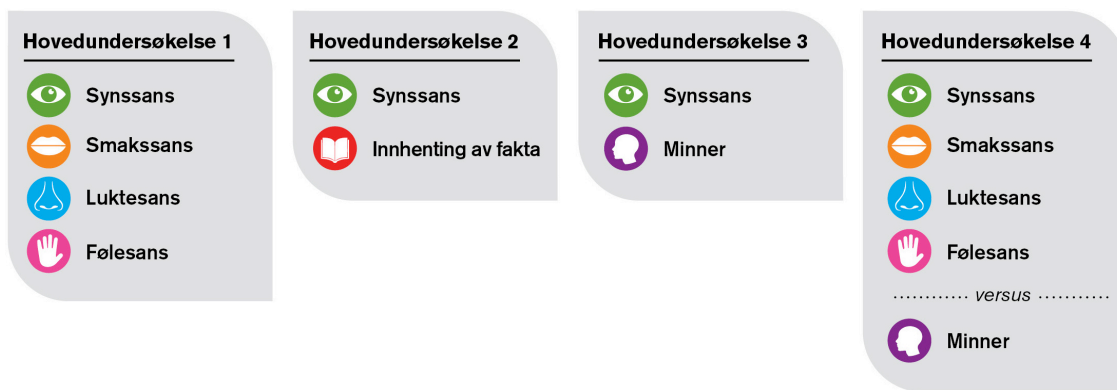 Hovedundersøkelse 1
Synssans
Smakssans
Luktesans
Følesans
Hovedundersøkelse 2
Synssans
Innhenting av fakta
Hovedundersøkelse 3
Synssans
Minner
Hovedundersøkelse 4
Synssans
Smakssans
Luktesans
Følesans
............ versus ...........
Minner